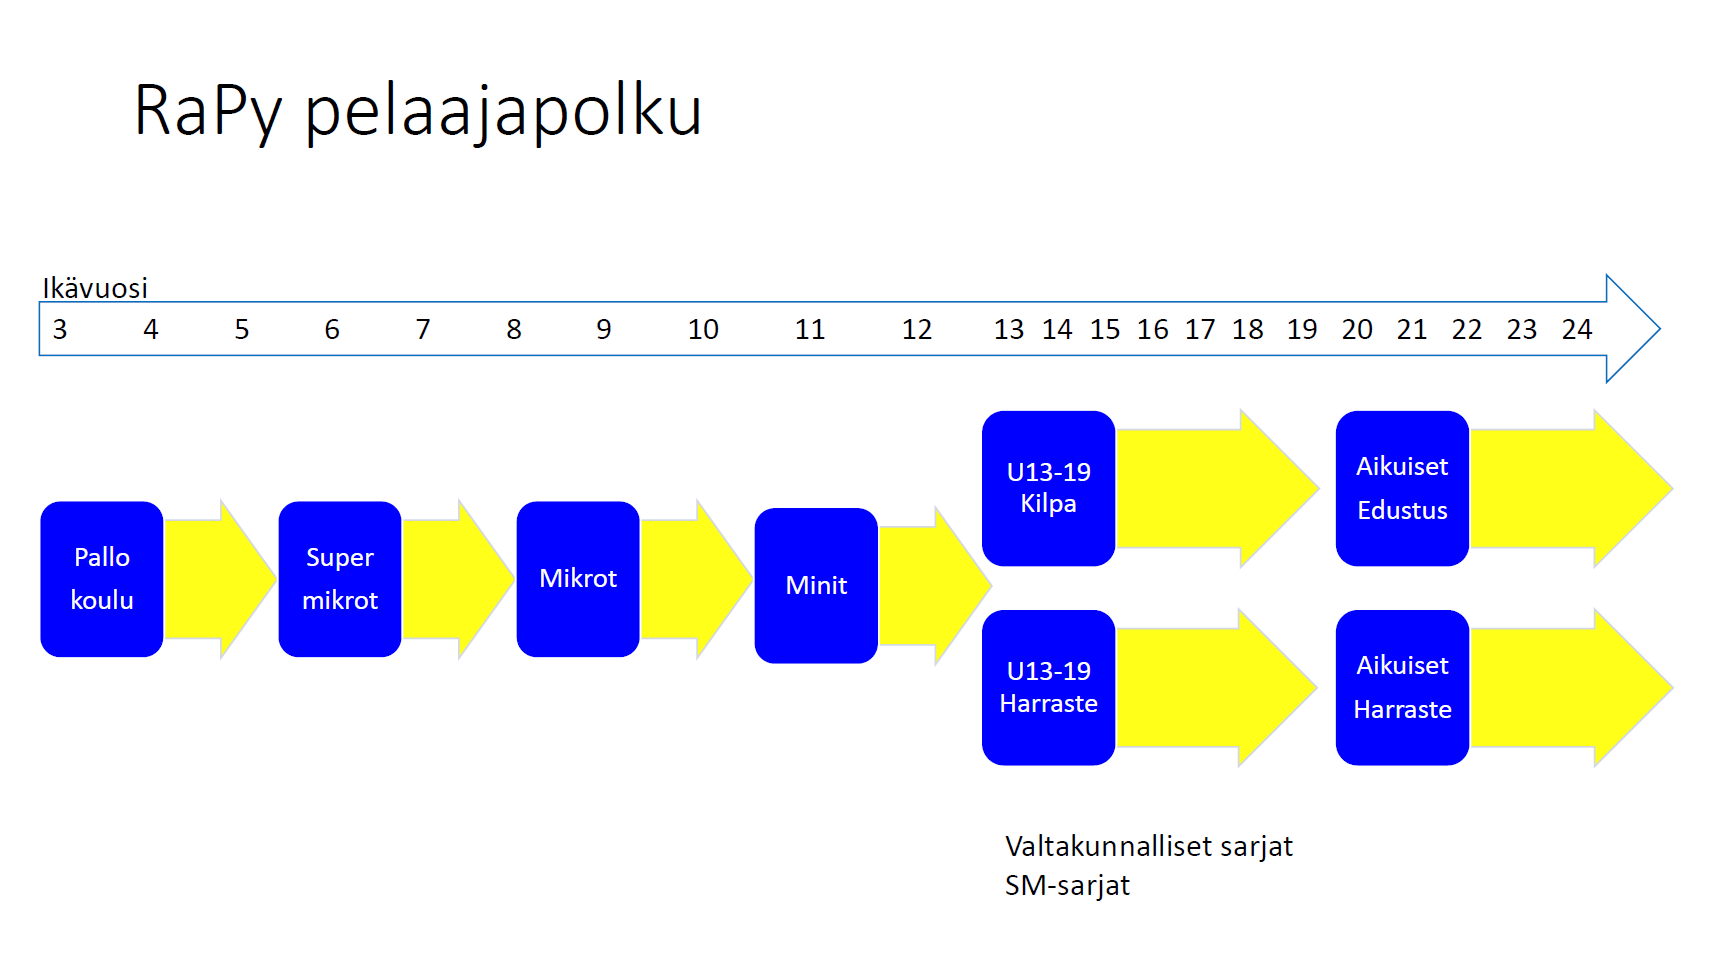 RaPy pelaajapolku
Ikävuosi
3 4 5 6 7 8 9 10 11 12 13 14 15 16 17 18 19 20 21 22 23 24
Pallo
koulu
Super
mikrot
Mikrot
Minit
U13-19
Kilpa
Aikuiset
Edustus
U13-19
Harraste
Aikuiset
Harraste
Valtakunnalliset sarjat
SM-sarjat